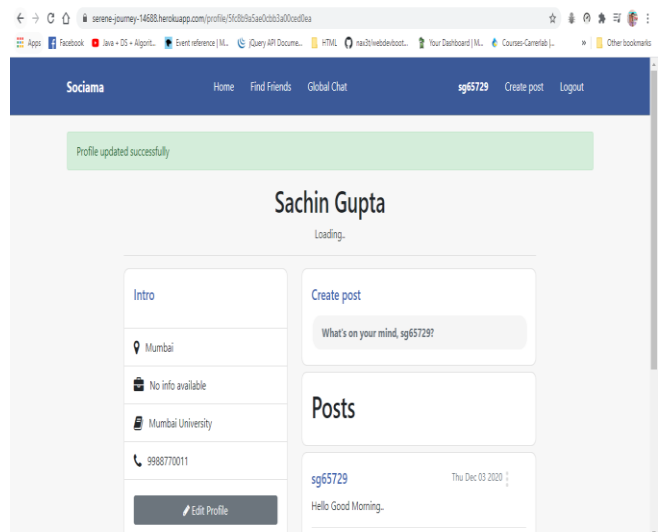 serene-journey-14688.herokuapp.com/profile/5fc8b9a5ae0cbb3a00ced0ea
Apps Facebook Java + DS + Algorit... Event reference | M... jQuery API Docume... HTML nax3t/webdevboot... Your Dashboard | M... Courses-Carrerlab |... » Other bookmarks
Sociama Home Find Friends Global Chat sg65729 Create post Logout
Profile updated successfully
Sachin Gupta
Loading..
Intro
Mumbai
No info available
Mumbai University
9988770011
Edit Profile
Create post
What's on your mind, sg65729?
Posts
sg65729 Thu Dec 03 2020
Hello Good Morning..